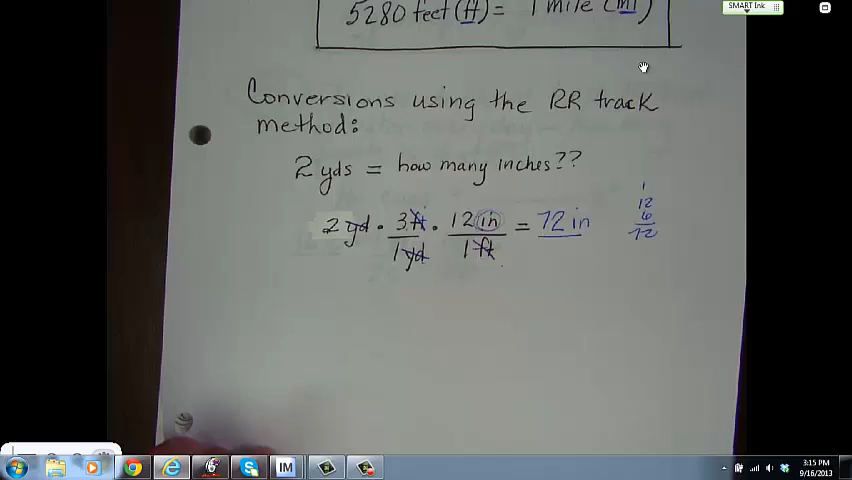 SMART Ink
5280 feet (ft) = 1 mile (mi)
Conversions using the RR track
method:
2 yds = how many inches??
2 yd · 3 ft · 12 in = 72 in
1 yd 1 ft
1
12
6
72
IM
3:15 PM
9/16/2013